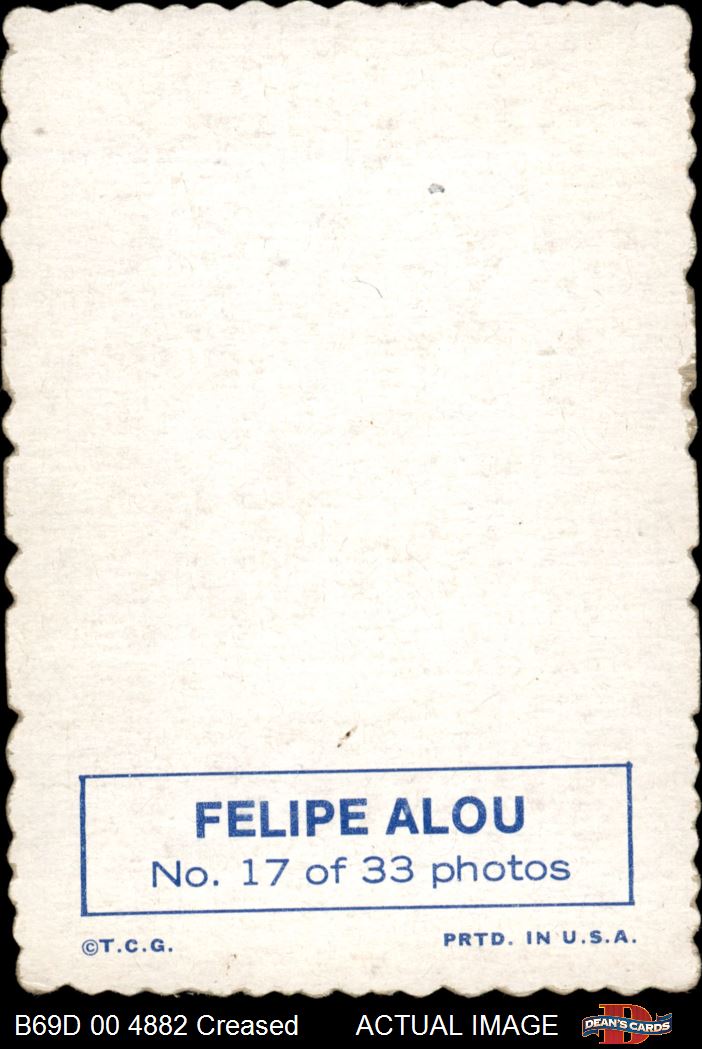 FELIPE ALOU
No. 17 of 33 photos
©T.C.G.
PRTD. IN U.S.A.
B69D 00 4882 Creased
ACTUAL IMAGE
D
DEAN'S CARDS